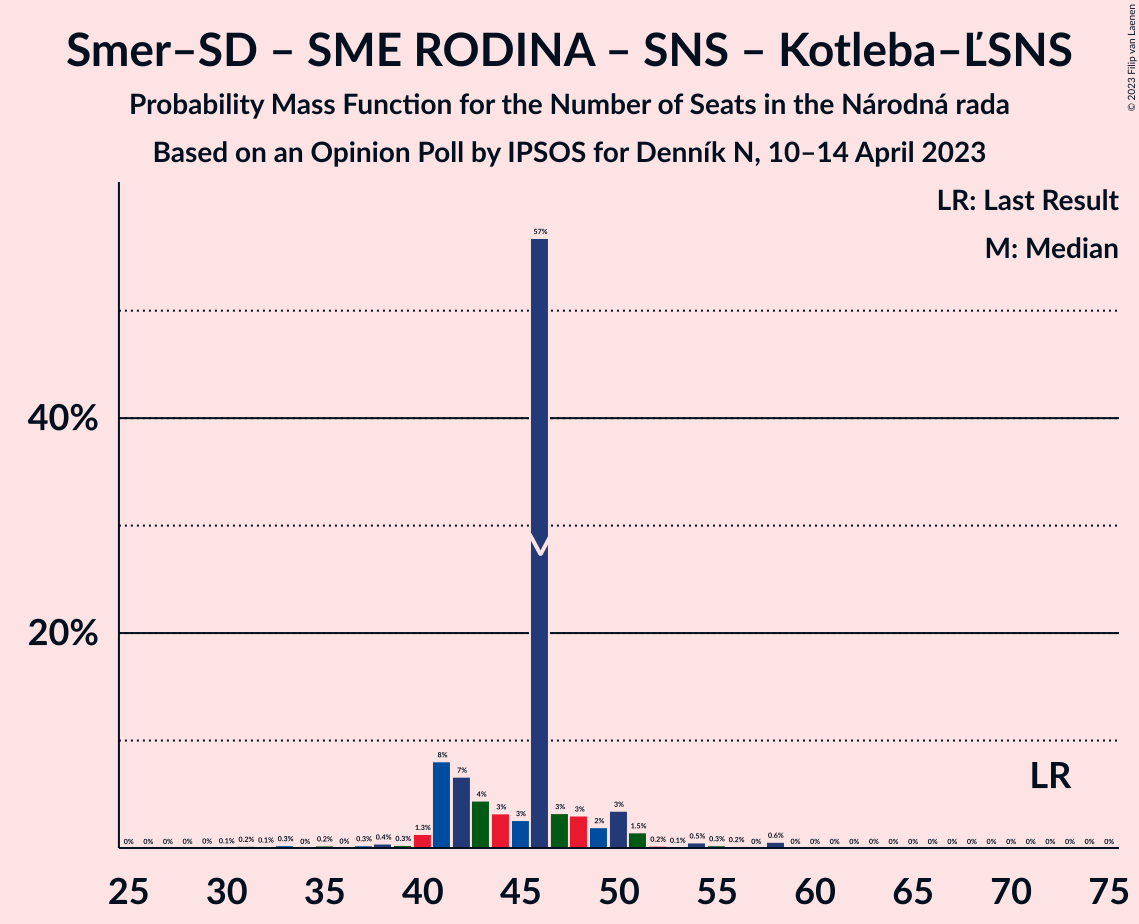 Smer–SD – SME RODINA – SNS – Kotleba–ĽSNS
Probability Mass Function for the Number of Seats in the Národná rada
Based on an Opinion Poll by IPSOS for Denník N, 10–14 April 2023
© 2023 Filip van Laenen
LR: Last Result
M: Median
40%
20%
0% 0% 0% 0% 0% 0.1% 0.2% 0.1% 0.3% 0% 0.2% 0% 0.3% 0.4% 0.3% 1.3% 8% 7% 4% 3% 3% 57% 3% 3% 2% 3% 1.5% 0.2% 0.1% 0.5% 0.3% 0.2% 0% 0.6% 0% 0% 0% 0% 0% 0% 0% 0% 0% 0% 0% 0% 0% 0% 0% 0% 0%
LR
25 30 35 40 45 50 55 60 65 70 75